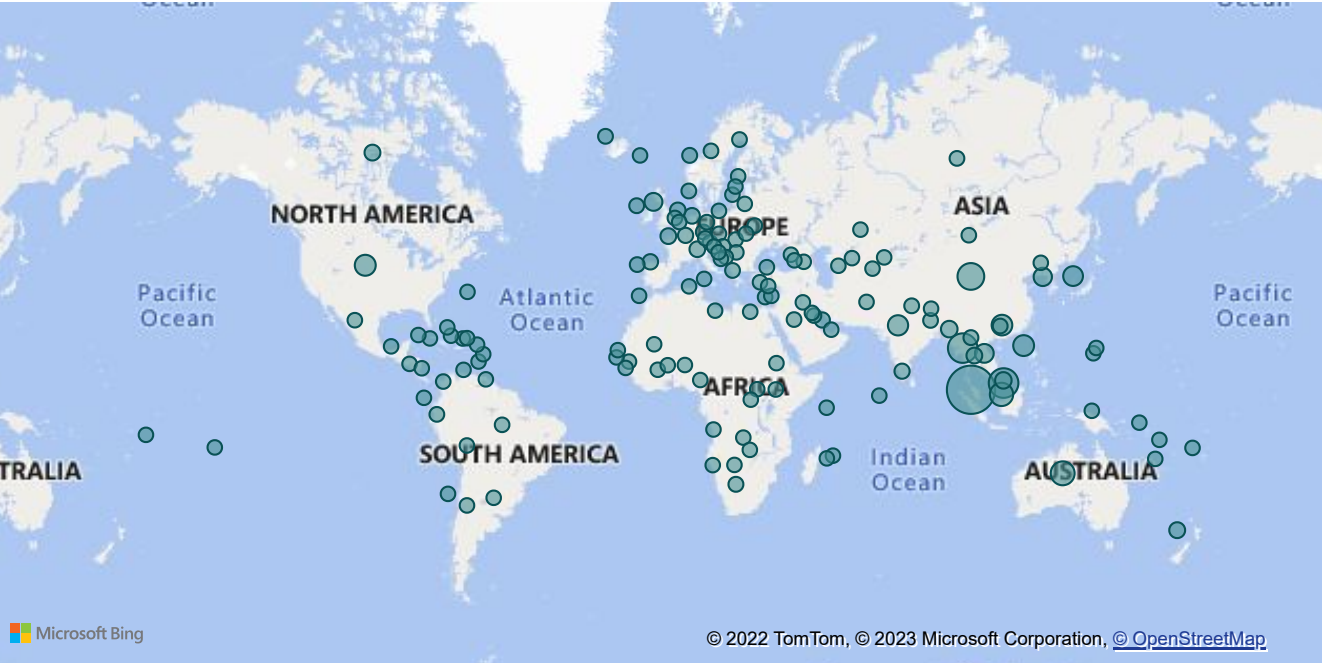 Ocean
Ocean
NORTH AMERICA
EUROPE
ASIA
Pacific
Ocean
Atlantic
Ocean
Pacific
Ocean
AFRICA
SOUTH AMERICA
Indian
Ocean
TRALIA
AUSTRALIA
Microsoft Bing
© 2022 TomTom, © 2023 Microsoft Corporation, © OpenStreetMap